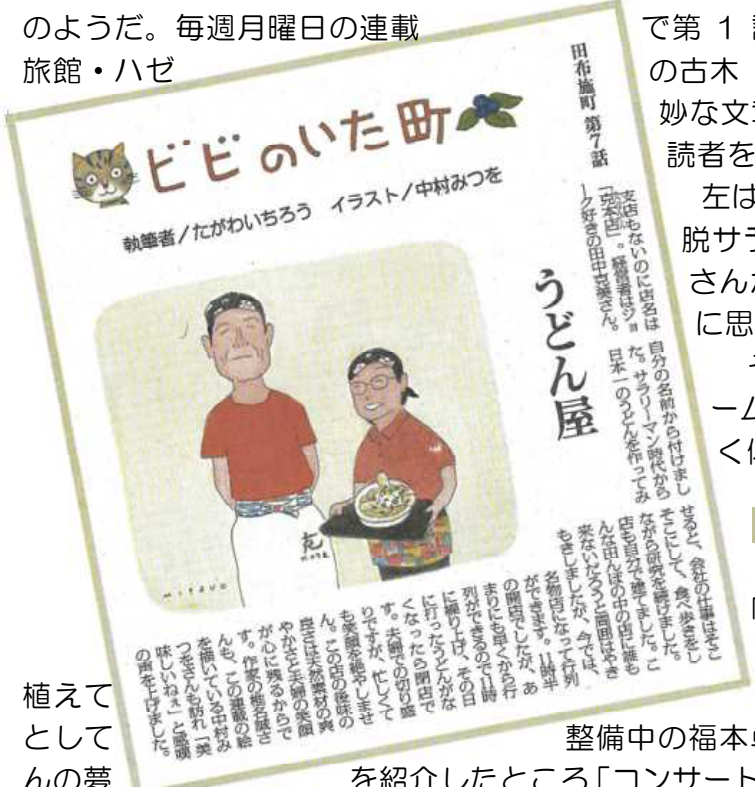 のようだ。毎週月曜日の連載
旅館・ハゼ
で第 1
の古木
妙な文
読者を
左は
脱サラ
さんが
に思
ーム
く
田布施町 第7話
ビビのいた町
執筆者/たがわいちろう イラスト/中村みつを
うどん屋
支店もないのに店名は
「克本店」。経営者はジョ
ーク好きの田中克美さん。
自分の名前から付けまし
た。サラリーマン時代から
日本一のうどんを作ってみ
せると、会社の仕事はそこ
そこにして、食べ歩きをし
ながら研究を続けました。
店も自分で建てました。こ
んな田んぼの中の店に誰も
来ないだろうと周囲はやき
もきしましたが、今では、
名物店になって行列
ができます。11時半
の開店でしたが、あ
まりにも早くから行
列ができるので11時
に繰り上げ、その日
に打ったうどんがな
くなったら閉店で
す。夫婦での切り盛
りですが、忙しくて
も笑顔を絶やしませ
ん。この店の後味の
良さは天然素材の爽
やかさと夫婦の笑顔
が心に残るからで
す。作家の椎名誠さ
んも、この連載の絵
を描いている中村み
つをさんも訪れ「美
味しいねぇ」と感嘆
の声を上げました。
克
MITSUO
植えて
として
んの夢
整備中の福本
を紹介したところ「コンサート